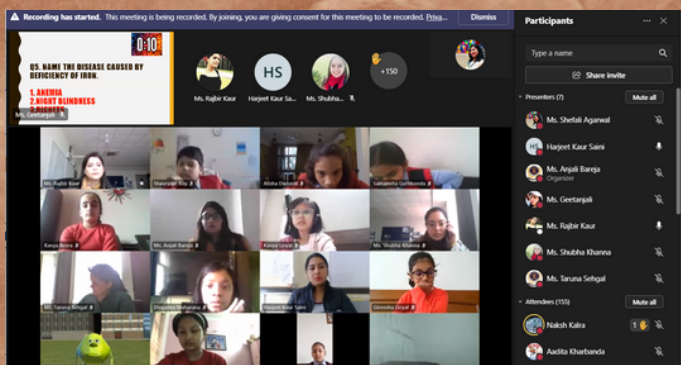 Recording has started. This meeting is being recorded. By joining, you are giving consent for this meeting to be recorded. Priva...
Dismiss
0:10
Q5. NAME THE DISEASE CAUSED BY
DEFICIENCY OF IRON.
1. ANEMIA
2.NIGHT BLINDNESS
Ms. Geetanjali
Ms. Rajbir Kaur
HS
Harjeet Kaur Sa...
Ms. Shubha...
+150
Ms. Rajbir Kaur
Kavya Arora
Ms. Anjali Bareja
Ms. Shubha Khanna
Ms. Taruna Sehgal
Harjeet Kaur Saini
Participants
Type a name
Share invite
Presenters (7)
Mute all
Ms. Shefali Agarwal
HS
Harjeet Kaur Saini
Ms. Anjali Bareja
Organizer
Ms. Geetanjali
Ms. Rajbir Kaur
Ms. Shubha Khanna
Ms. Taruna Sehgal
Attendees (155)
Mute all
Naksh Kalra
1
Aadita Kharbanda